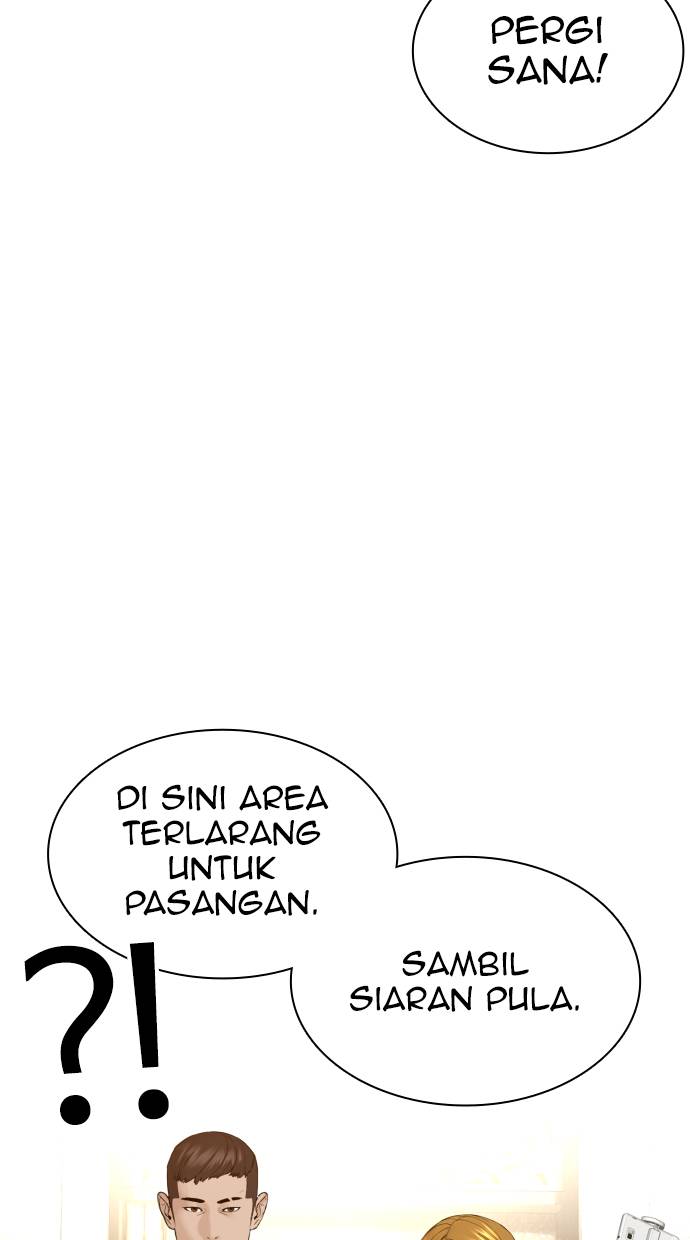 PERGI
SANA!
DI SINI AREA
TERLARANG
UNTUK
PASANGAN.
SAMBIL
SIARAN PULA.
?!